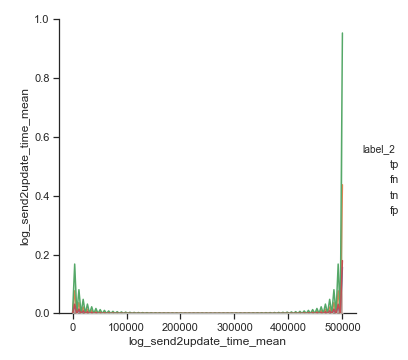 1.0
0.8
0.6
0.4
0.2
0.0
log_send2update_time_mean
0
100000
200000
300000
400000
500000
log_send2update_time_mean
label_2
tp
fn
tn
fp